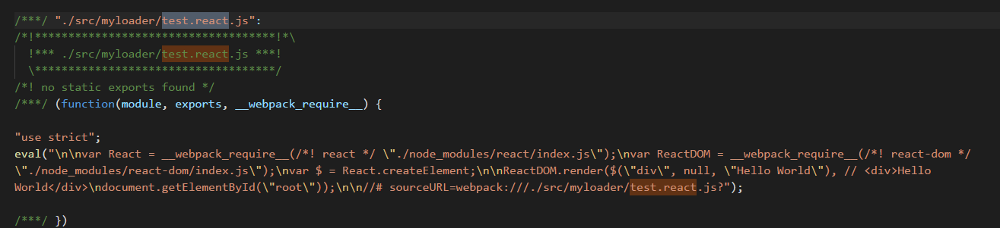 /***/ "./src/myloader/test.react.js":
/*!************************************!*\
  !*** ./src/myloader/test.react.js ***!
  \************************************/
/*! no static exports found */
/***/ (function(module, exports, __webpack_require__) {
"use strict";
eval("\n\nvar React = __webpack_require__(/*! react */ \"./node_modules/react/index.js\");\nvar ReactDOM = __webpack_require__(/*! react-dom */
\"./node_modules/react-dom/index.js\");\nvar $ = React.createElement;\n\nReactDOM.render($(\"div\", null, \"Hello World\"), // <div>Hello
World</div>\ndocument.getElementById(\"root\"));\n\n//# sourceURL=webpack:///./src/myloader/test.react.js?");
/***/ })